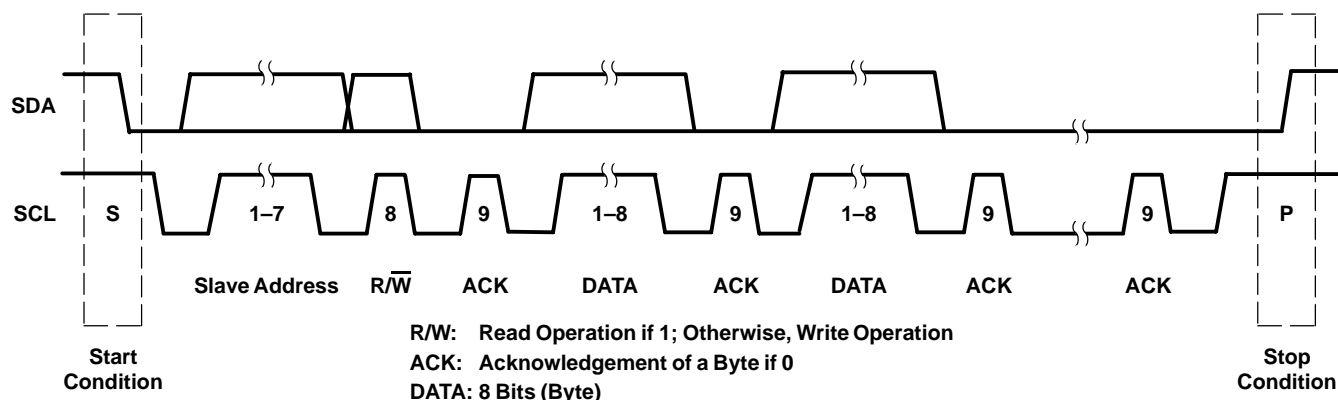 SDA
SCL S 1–7 8 9 1–8 9 1–8 9 9 P
Slave Address R/W̅ ACK DATA ACK DATA ACK ACK
R/W: Read Operation if 1; Otherwise, Write Operation
ACK: Acknowledgement of a Byte if 0
DATA: 8 Bits (Byte)
Start
Condition
Stop
Condition